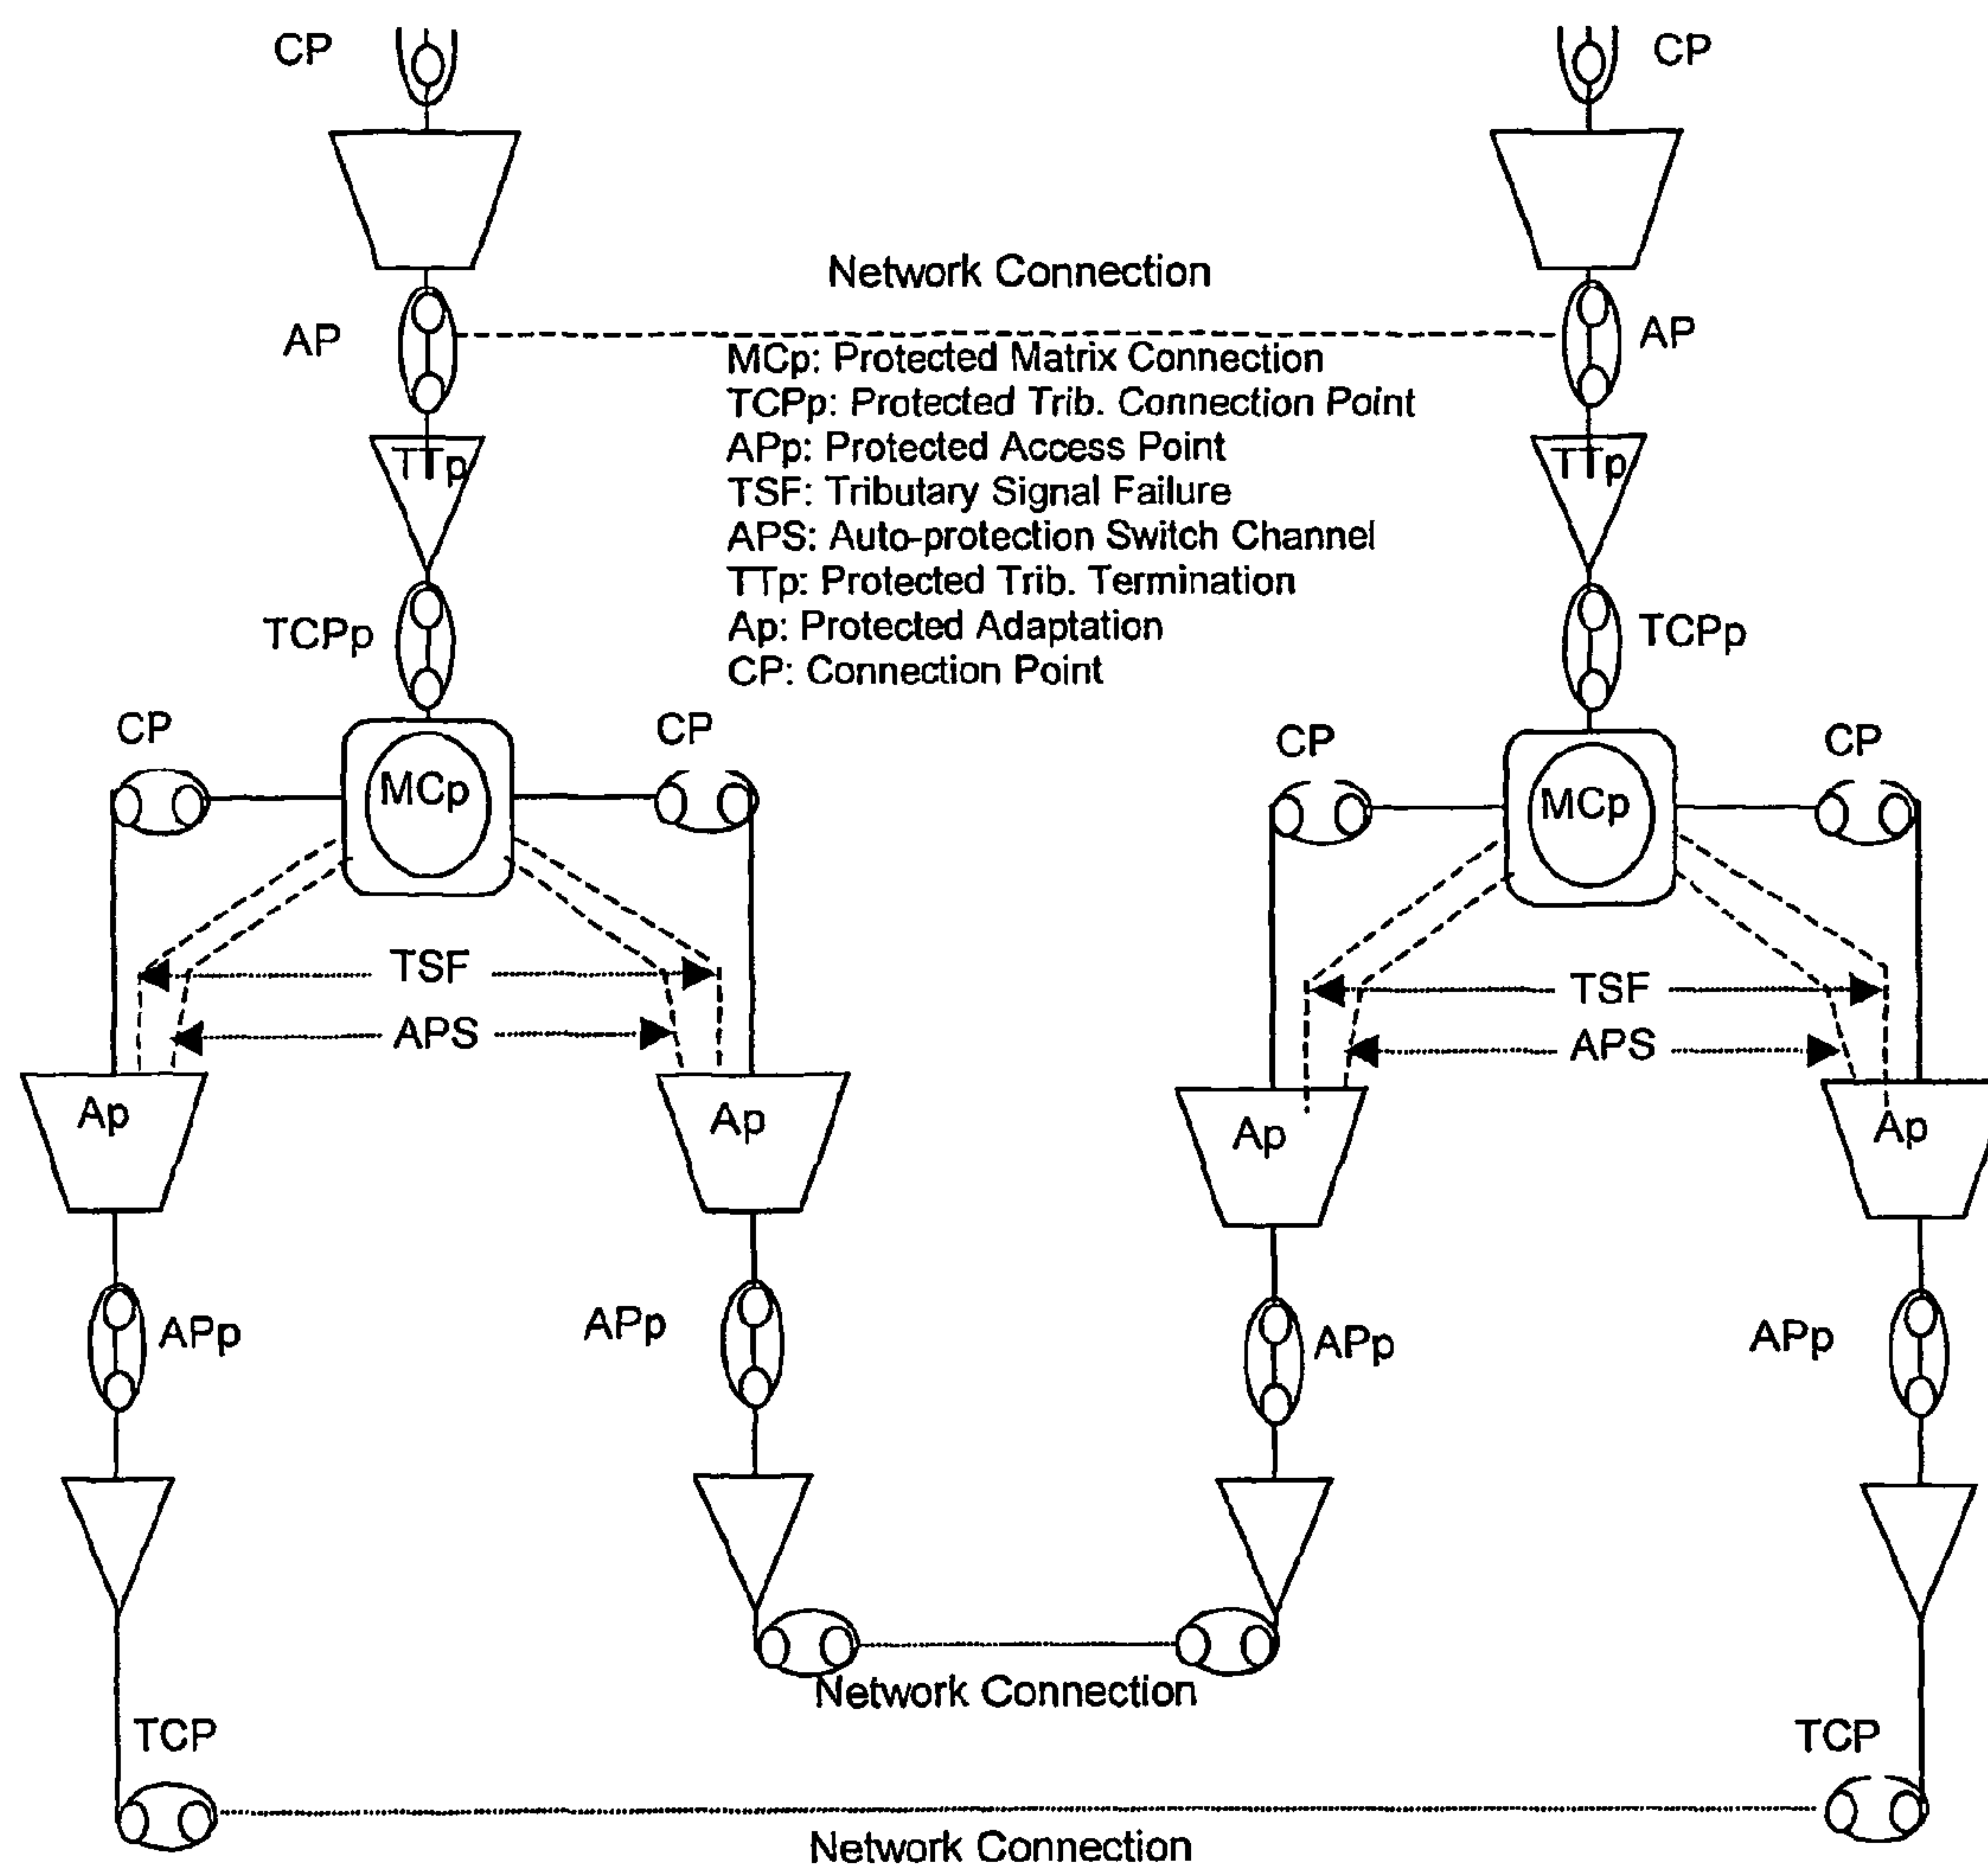 CP
CP
Network Connection
AP
AP
MCp: Protected Matrix Connection
TCPp: Protected Trib. Connection Point
APp: Protected Access Point
TSF: Tributary Signal Failure
APS: Auto-protection Switch Channel
TTp: Protected Trib. Termination
Ap: Protected Adaptation
CP: Connection Point
TTp
TTp
TCPp
TCPp
CP
CP
CP
CP
MCp
MCp
TSF
TSF
APS
APS
Ap
Ap
Ap
Ap
APp
APp
APp
APp
Network Connection
TCP
TCP
Network Connection